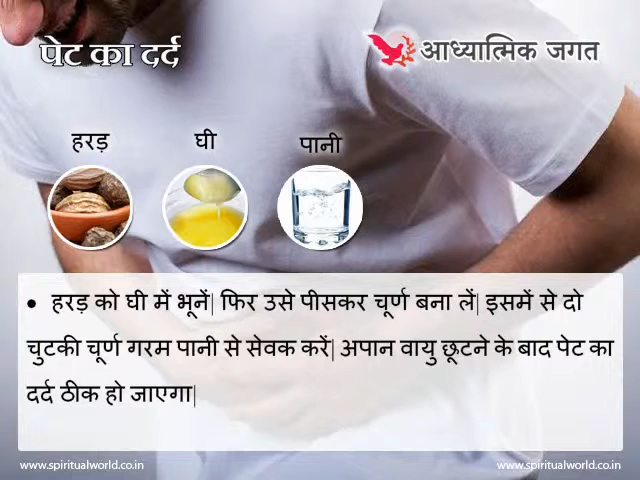 पेट का दर्द
आध्यात्मिक जगत
हरड़
घी
पानी
• हरड़ को घी में भूनें| फिर उसे पीसकर चूर्ण बना लें| इसमें से दो
चुटकी चूर्ण गरम पानी से सेवक करें| अपान वायु छूटने के बाद पेट का
दर्द ठीक हो जाएगा|
www.spiritualworld.co.in
www.spiritualworld.co.in